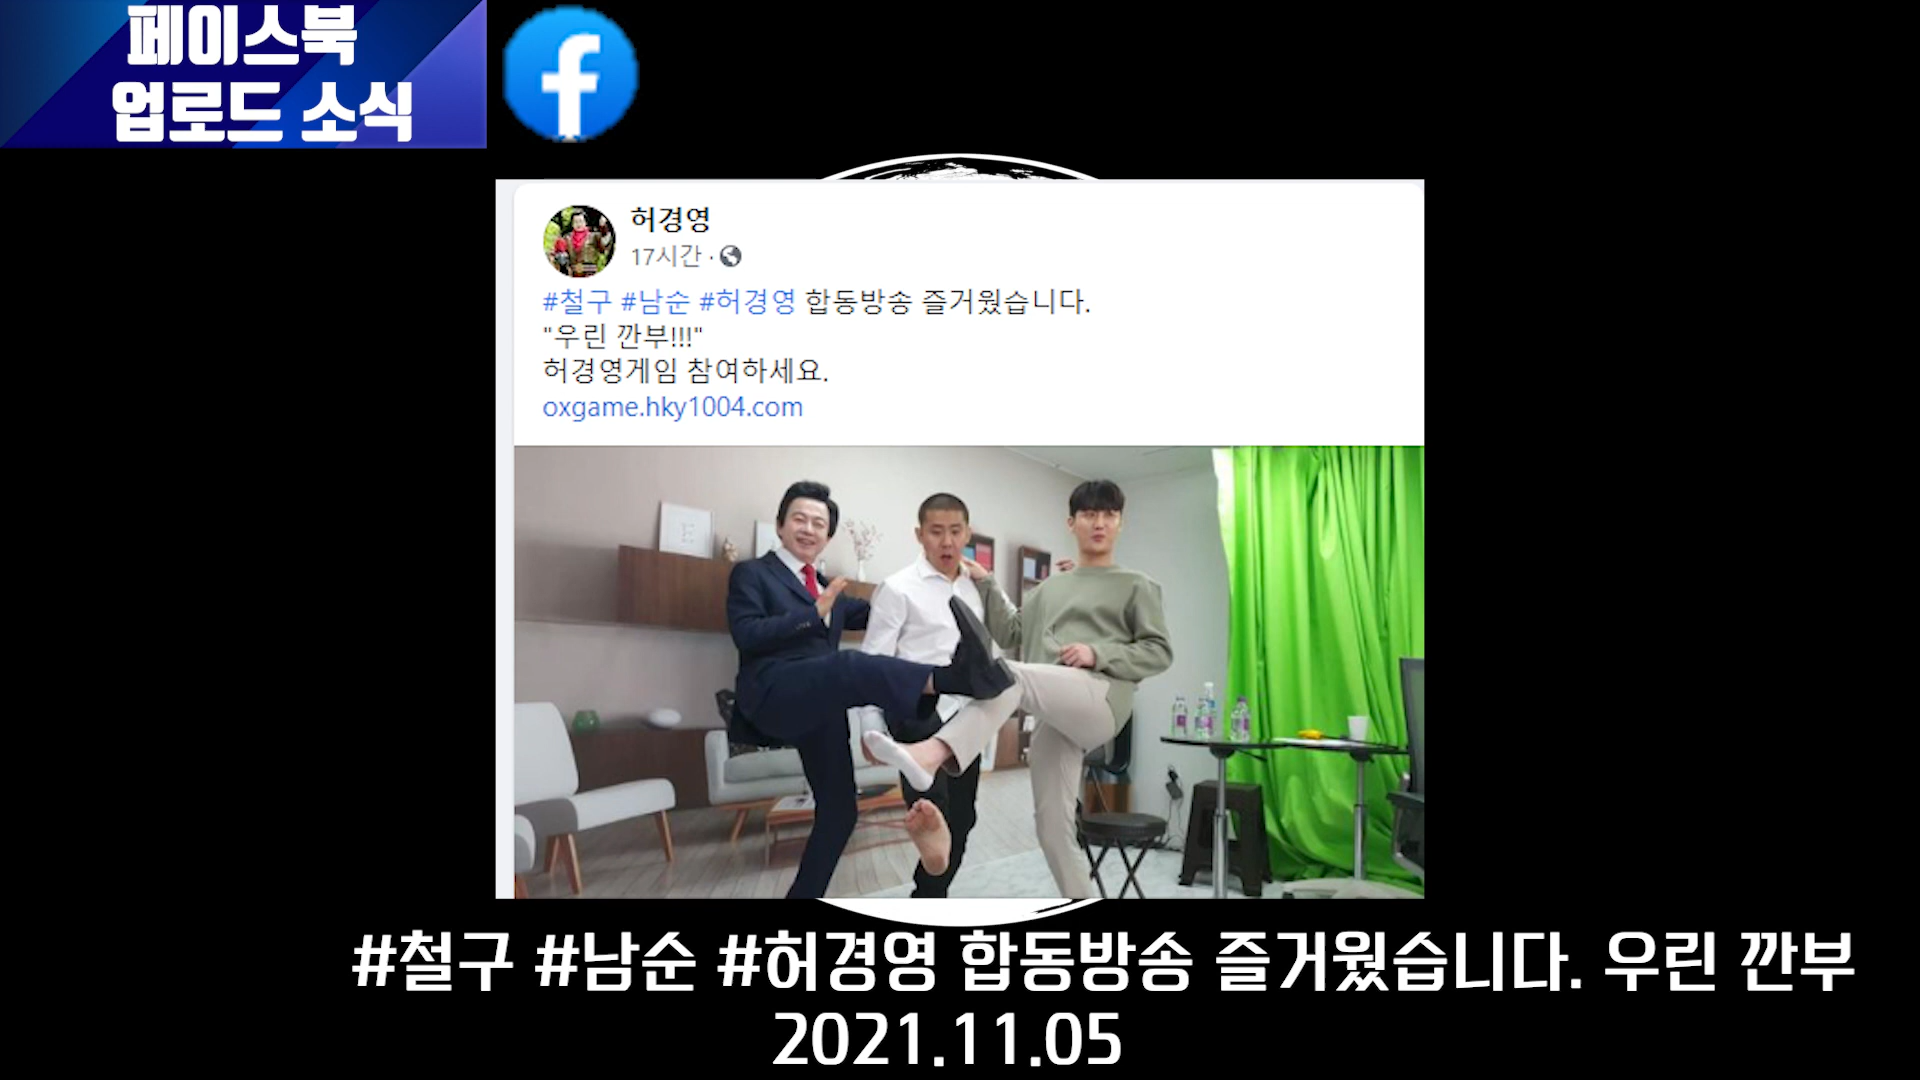 페이스북
업로드 소식
허경영
17시간 ·
#철구 #남순 #허경영 합동방송 즐거웠습니다.
"우린 깐부!!!"
허경영게임 참여하세요.
oxgame.hky1004.com
#철구 #남순 #허경영 합동방송 즐거웠습니다. 우린 깐부
2021.11.05